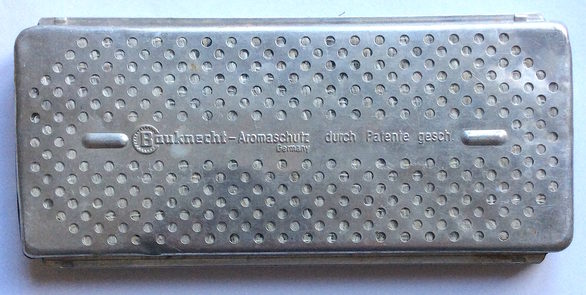 Bauknecht-Aromaschutz durch Patente gesch.
Germany